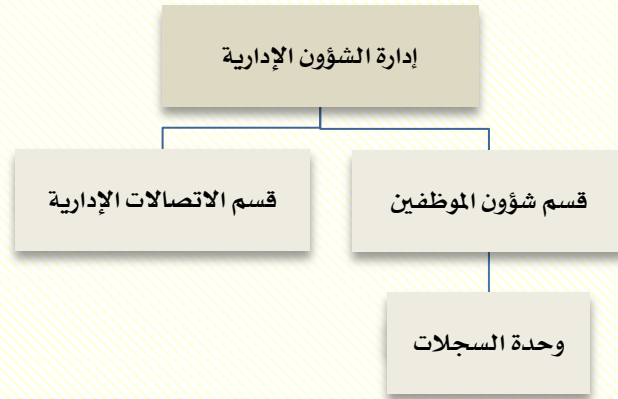 إدارة الشؤون الإدارية
قسم شؤون الموظفين
قسم الاتصالات الإدارية
وحدة السجلات